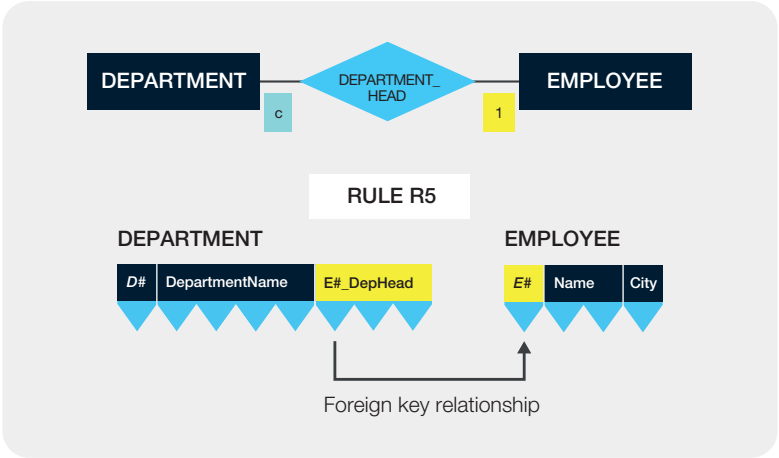 DEPARTMENT
DEPARTMENT_
HEAD
EMPLOYEE
c
1
RULE R5
DEPARTMENT
EMPLOYEE
D# DepartmentName E#_DepHead
E# Name City
Foreign key relationship